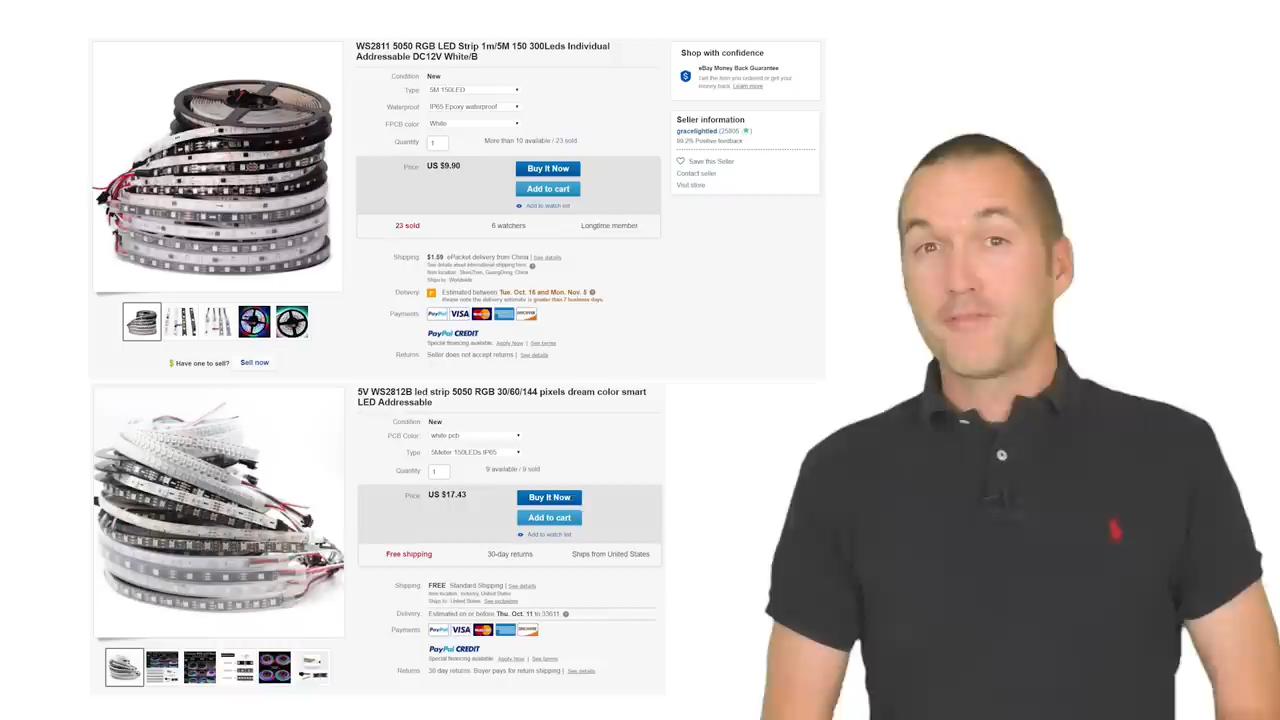 WS2811 5050 RGB LED Strip 1m/5M 150 300Leds Individual
Addressable DC12V White/B
Condition New
Type 5M 150LED
Waterproof IP65 Epoxy waterproof
FPCB color White
Quantity 1 More than 10 available / 23 sold
Price: US $9.90 Buy It Now
Add to cart
Add to watch list
23 sold 6 watchers Longtime member
Shipping: $1.59 ePacket delivery from China | See details
See details about international shipping here.
Item location: ShenZhen, GuangDong, China
Ships to: Worldwide
Delivery: Estimated between Tue. Oct. 16 and Mon. Nov. 5
Please note the delivery estimate is greater than 7 business days.
Payments: PayPal VISA MasterCard DISCOVER
PayPal CREDIT
Special financing available. Apply Now | See terms
Returns: Seller does not accept returns | See details
Have one to sell? Sell now
Shop with confidence
eBay Money Back Guarantee
Get the item you ordered or get your
money back. Learn more
Seller information
gracelightled (25805)
99.2% Positive feedback
Save this Seller
Contact seller
Visit store
5V WS2812B led strip 5050 RGB 30/60/144 pixels dream color smart
LED Addressable
Condition New
PCB Color: white pcb
Type 5Meter 150LEDs IP65
Quantity 1 9 available / 9 sold
Price: US $17.43 Buy It Now
Add to cart
Add to watch list
Free shipping 30-day returns Ships from United States
Shipping: FREE Standard Shipping | See details
Item location: Industry, United States
Ships to: United States See exclusions
Delivery: Estimated on or before Thu. Oct. 11 to 33611
Payments: PayPal VISA MasterCard DISCOVER
PayPal CREDIT
Special financing available. Apply Now | See terms
Returns: 30 day returns. Buyer pays for return shipping | See details